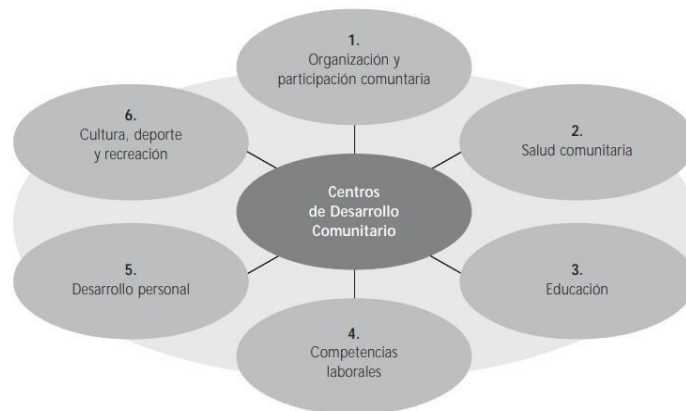 1.
Organización y
participación comuntaria
2.
Salud comunitaria
3.
Educación
4.
Competencias
laborales
5.
Desarrollo personal
6.
Cultura, deporte
y recreación
Centros
de Desarrollo
Comunitario